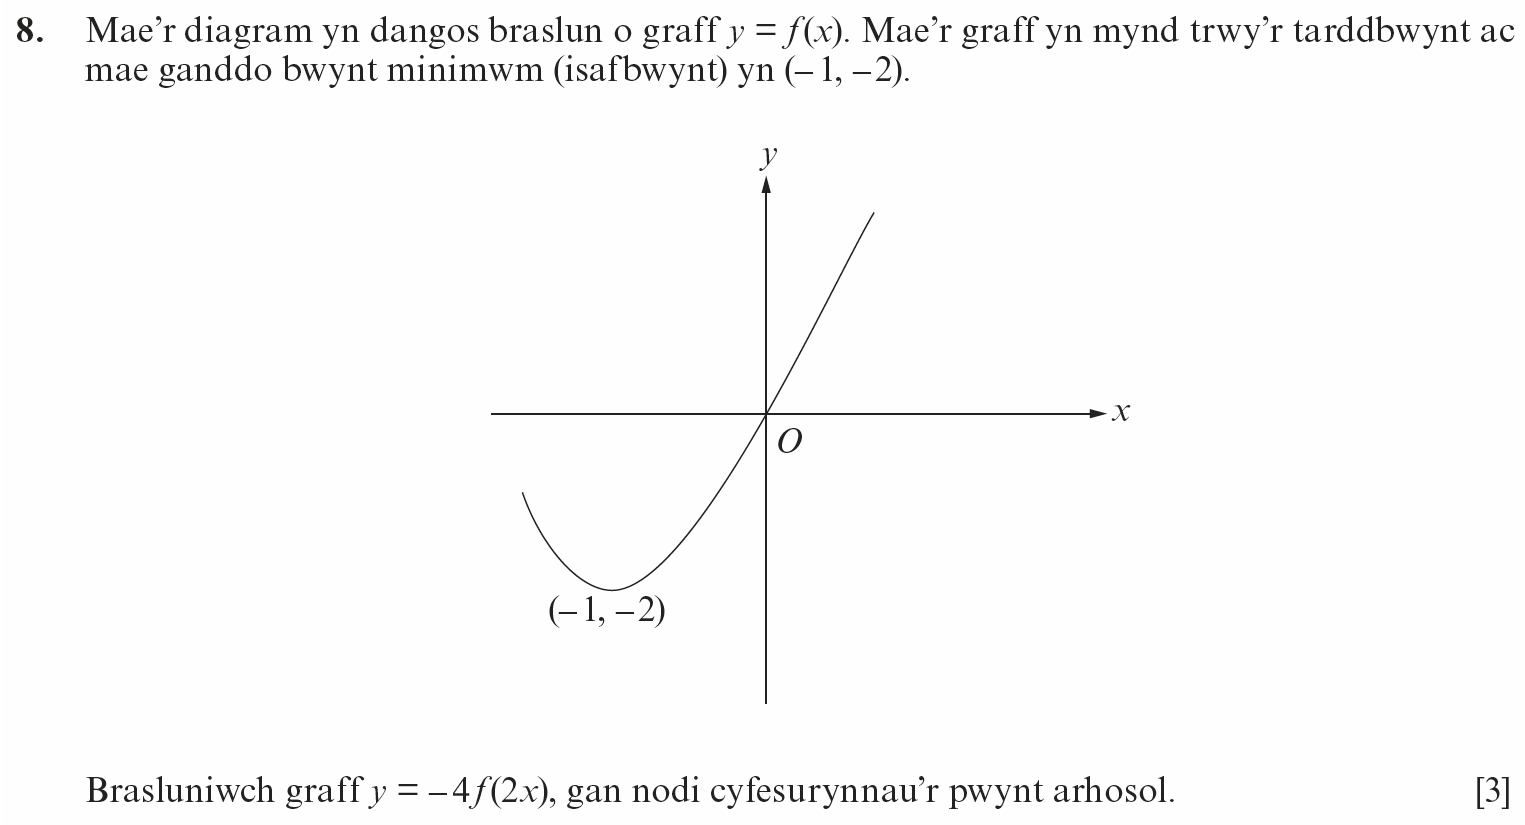 8. Mae’r diagram yn dangos braslun o graff y = f(x). Mae’r graff yn mynd trwy’r tarddbwynt ac
mae ganddo bwynt minimwm (isafbwynt) yn (–1, –2).
y
x
O
(–1, –2)
Brasluniwch graff y = –4f(2x), gan nodi cyfesurynnau’r pwynt arhosol. [3]